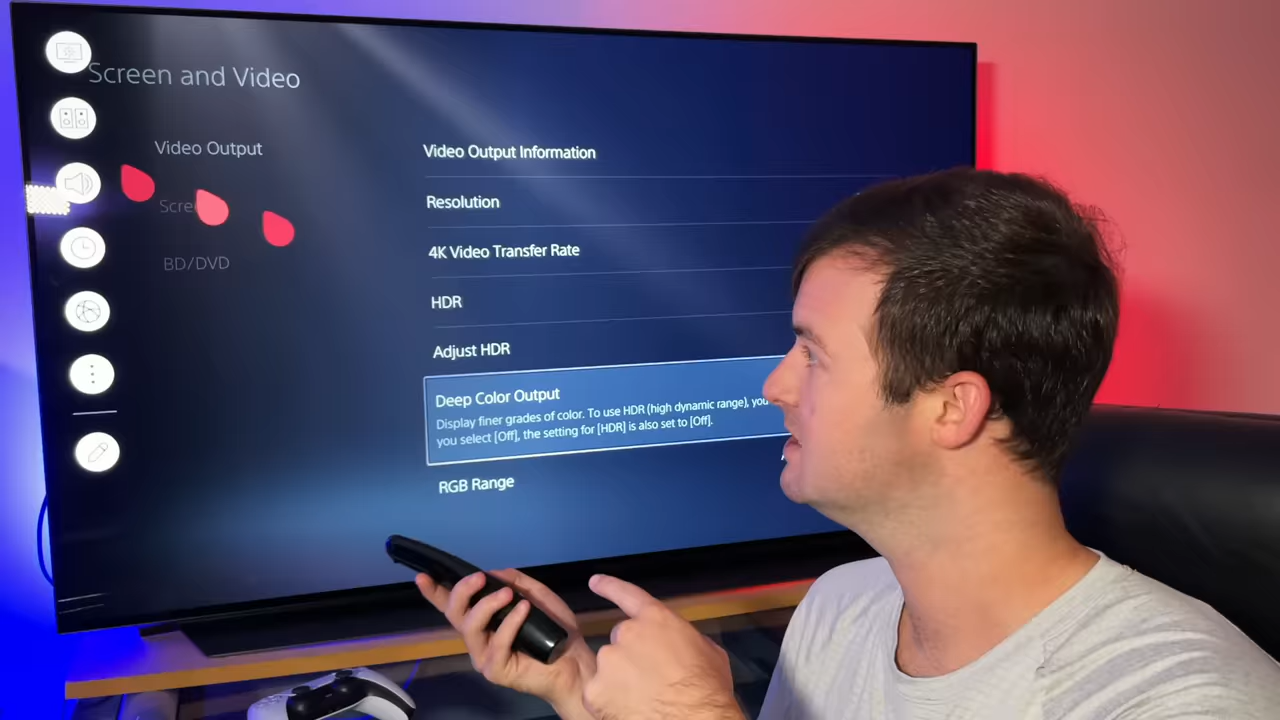 Screen and Video
Video Output
Scre
BD/DVD
Video Output Information
Resolution
4K Video Transfer Rate
HDR
Adjust HDR
Deep Color Output
Display finer grades of color. To use HDR (high dynamic range), you
you select [Off], the setting for [HDR] is also set to [Off].
RGB Range